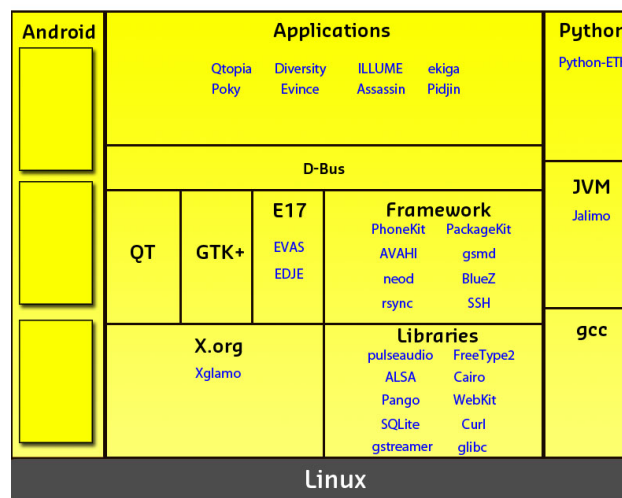 Android
Applications
Qtopia Diversity ILLUME ekiga
Poky Evince Assassin Pidjin
D-Bus
QT
GTK+
E17
EVAS
EDJE
Framework
PhoneKit PackageKit
AVAHI gsmd
neod BlueZ
rsync SSH
X.org
Xglamo
Libraries
pulseaudio FreeType2
ALSA Cairo
Pango WebKit
SQLite Curl
gstreamer glibc
Python
JVM
Jalimo
gcc
Linux